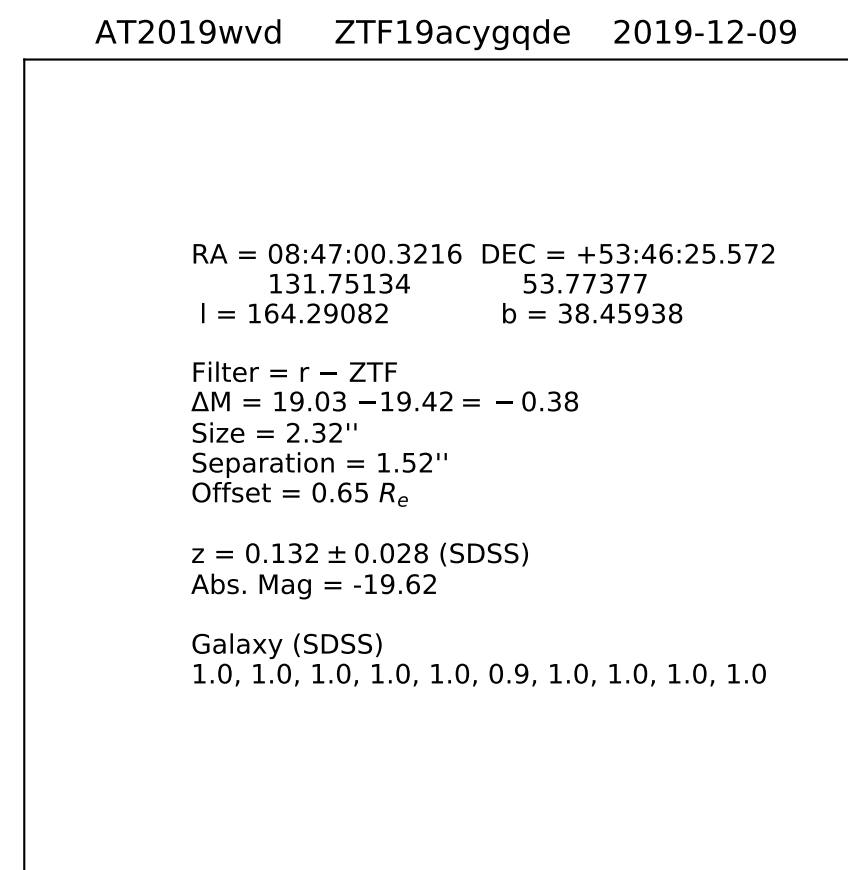 AT2019wvd ZTF19acygqde 2019-12-09
RA = 08:47:00.3216 DEC = +53:46:25.572
131.75134 53.77377
l = 164.29082 b = 38.45938
Filter = r − ZTF
ΔM = 19.03 −19.42 = − 0.38
Size = 2.32''
Separation = 1.52''
Offset = 0.65 Rₑ
z = 0.132 ± 0.028 (SDSS)
Abs. Mag = -19.62
Galaxy (SDSS)
1.0, 1.0, 1.0, 1.0, 1.0, 0.9, 1.0, 1.0, 1.0, 1.0